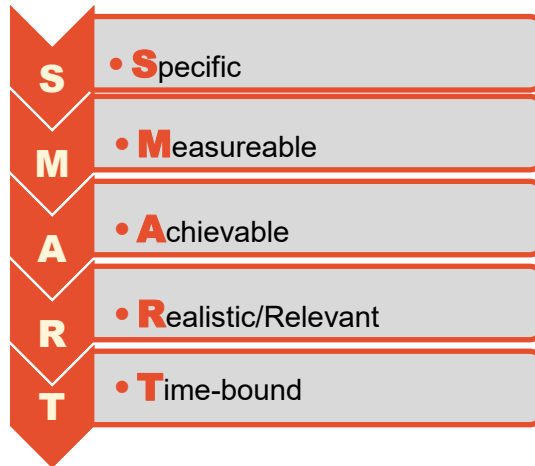 S
• Specific
M
• Measureable
A
• Achievable
R
• Realistic/Relevant
T
• Time-bound